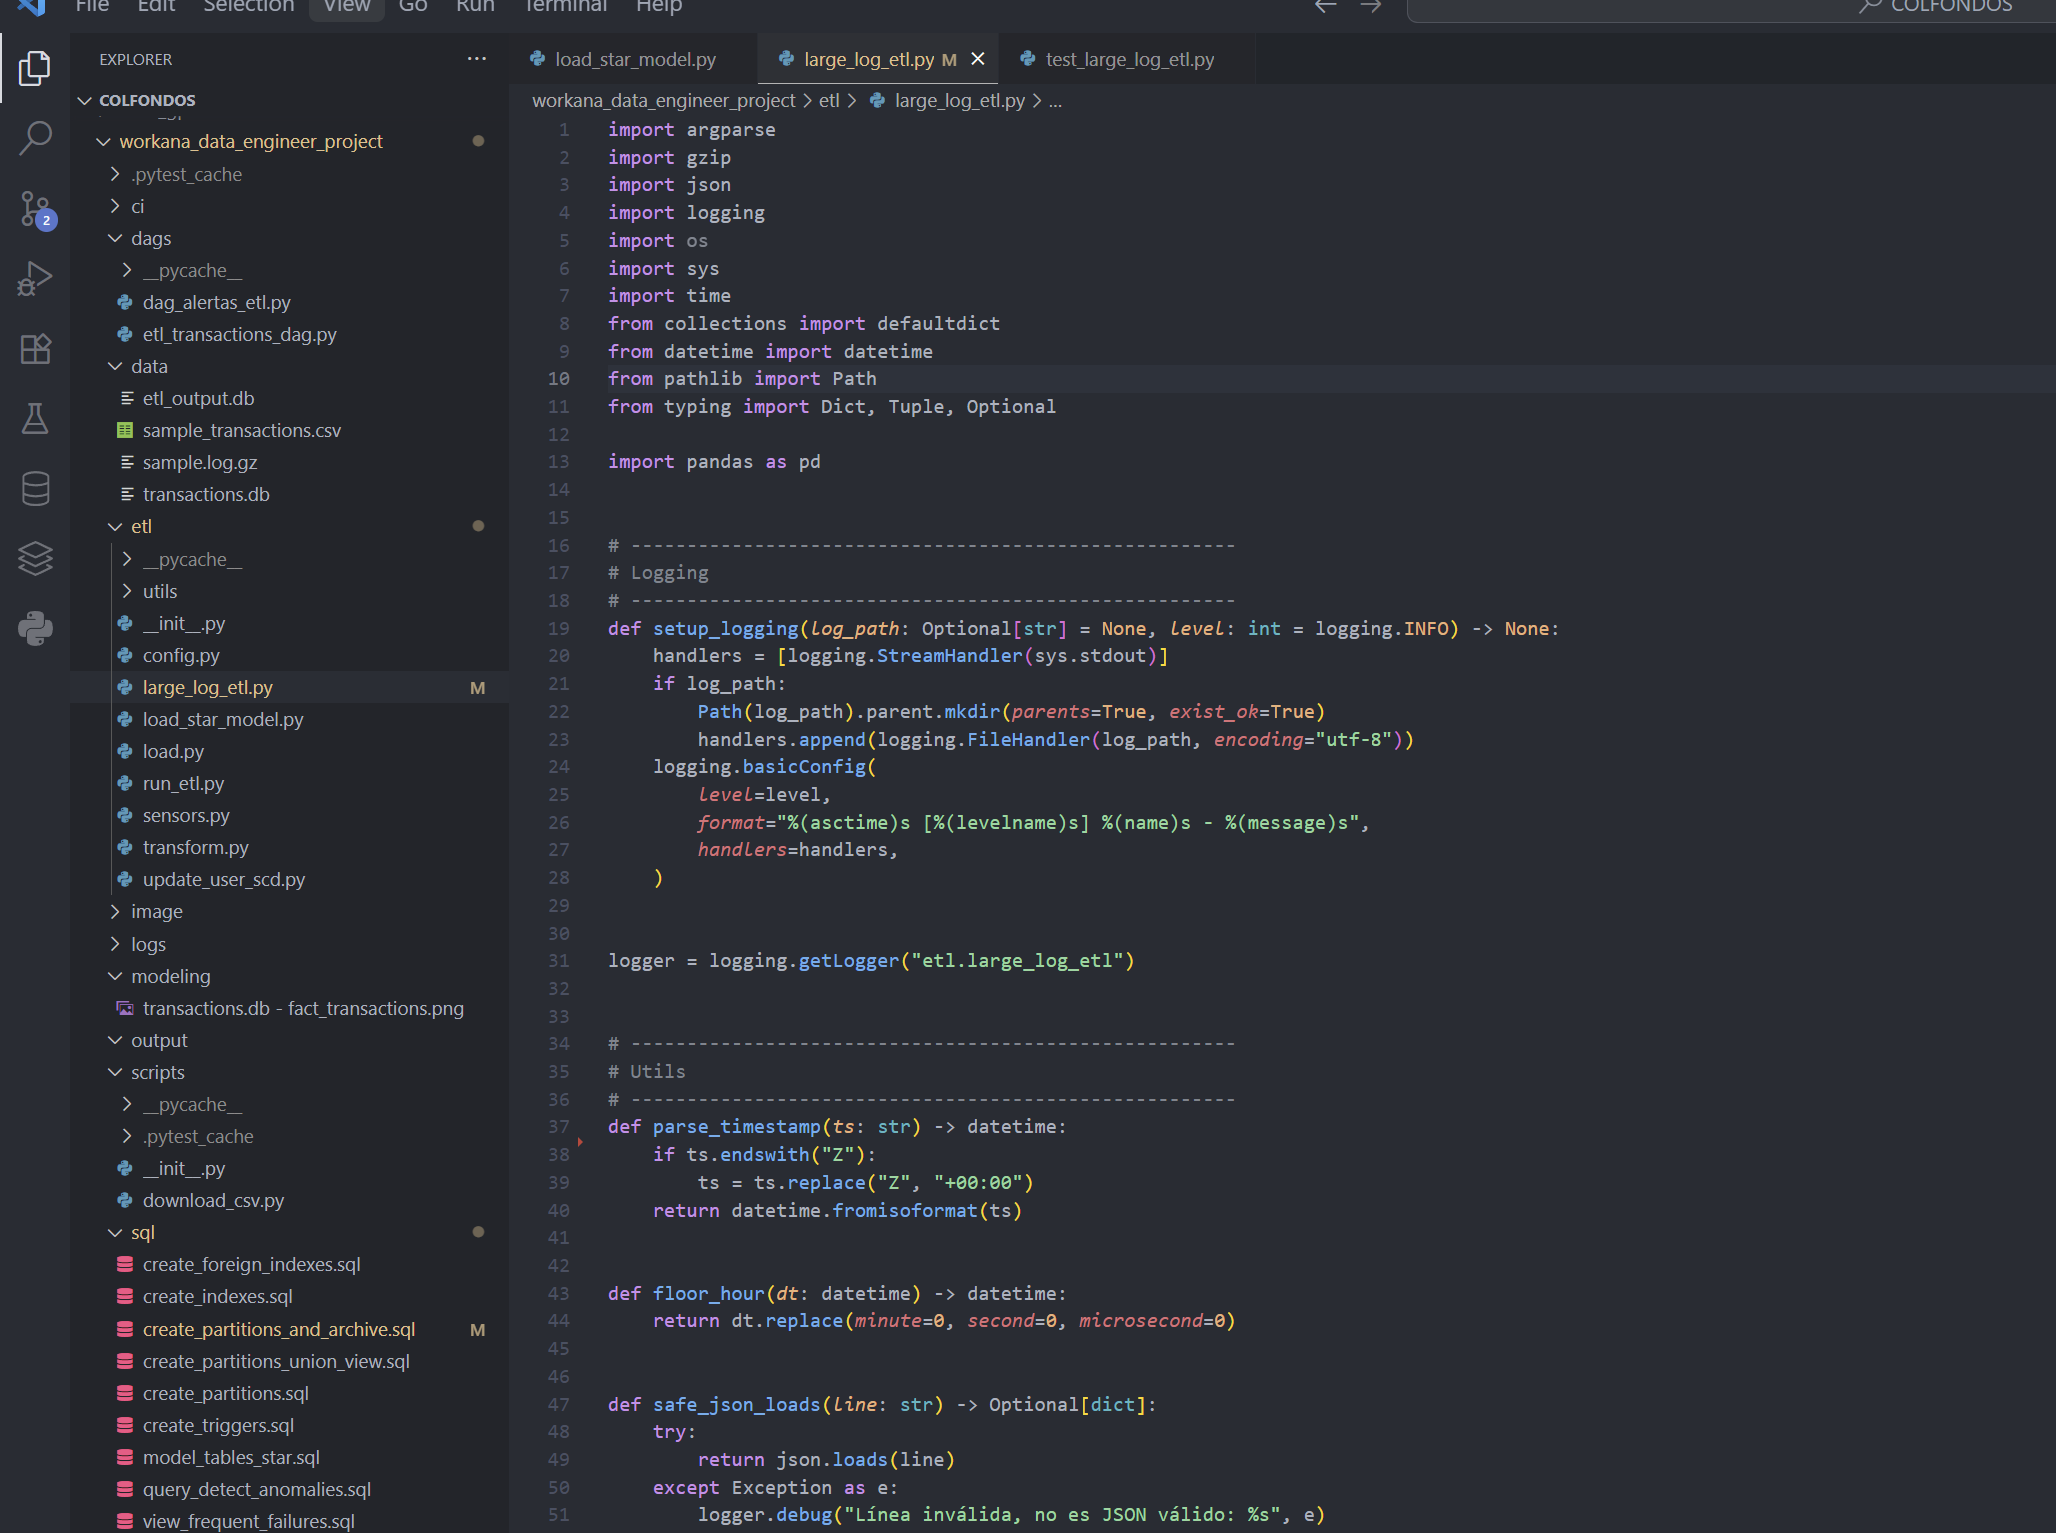 File Edit Selection View Go Run Terminal Help
COLFONDOS
EXPLORER
COLFONDOS
workana_data_engineer_project
.pytest_cache
ci
dags
__pycache__
dag_alertas_etl.py
etl_transactions_dag.py
data
etl_output.db
sample_transactions.csv
sample.log.gz
transactions.db
etl
__pycache__
utils
__init__.py
config.py
large_log_etl.py M
load_star_model.py
load.py
run_etl.py
sensors.py
transform.py
update_user_scd.py
image
logs
modeling
transactions.db - fact_transactions.png
output
scripts
__pycache__
.pytest_cache
__init__.py
download_csv.py
sql
create_foreign_indexes.sql
create_indexes.sql
create_partitions_and_archive.sql M
create_partitions_union_view.sql
create_partitions.sql
create_triggers.sql
model_tables_star.sql
query_detect_anomalies.sql
view_frequent_failures.sql
2
load_star_model.py large_log_etl.py M test_large_log_etl.py
workana_data_engineer_project > etl > large_log_etl.py > ...
1 import argparse
2 import gzip
3 import json
4 import logging
5 import os
6 import sys
7 import time
8 from collections import defaultdict
9 from datetime import datetime
10 from pathlib import Path
11 from typing import Dict, Tuple, Optional
12
13 import pandas as pd
14
15
16 # ------------------------------------------------------
17 # Logging
18 # ------------------------------------------------------
19 def setup_logging(log_path: Optional[str] = None, level: int = logging.INFO) -> None:
20     handlers = [logging.StreamHandler(sys.stdout)]
21     if log_path:
22         Path(log_path).parent.mkdir(parents=True, exist_ok=True)
23         handlers.append(logging.FileHandler(log_path, encoding="utf-8"))
24     logging.basicConfig(
25         level=level,
26         format="%(asctime)s [%(levelname)s] %(name)s - %(message)s",
27         handlers=handlers,
28     )
29
30
31 logger = logging.getLogger("etl.large_log_etl")
32
33
34 # ------------------------------------------------------
35 # Utils
36 # ------------------------------------------------------
37 def parse_timestamp(ts: str) -> datetime:
38     if ts.endswith("Z"):
39         ts = ts.replace("Z", "+00:00")
40     return datetime.fromisoformat(ts)
41
42
43 def floor_hour(dt: datetime) -> datetime:
44     return dt.replace(minute=0, second=0, microsecond=0)
45
46
47 def safe_json_loads(line: str) -> Optional[dict]:
48     try:
49         return json.loads(line)
50     except Exception as e:
51         logger.debug("Línea inválida, no es JSON válido: %s", e)